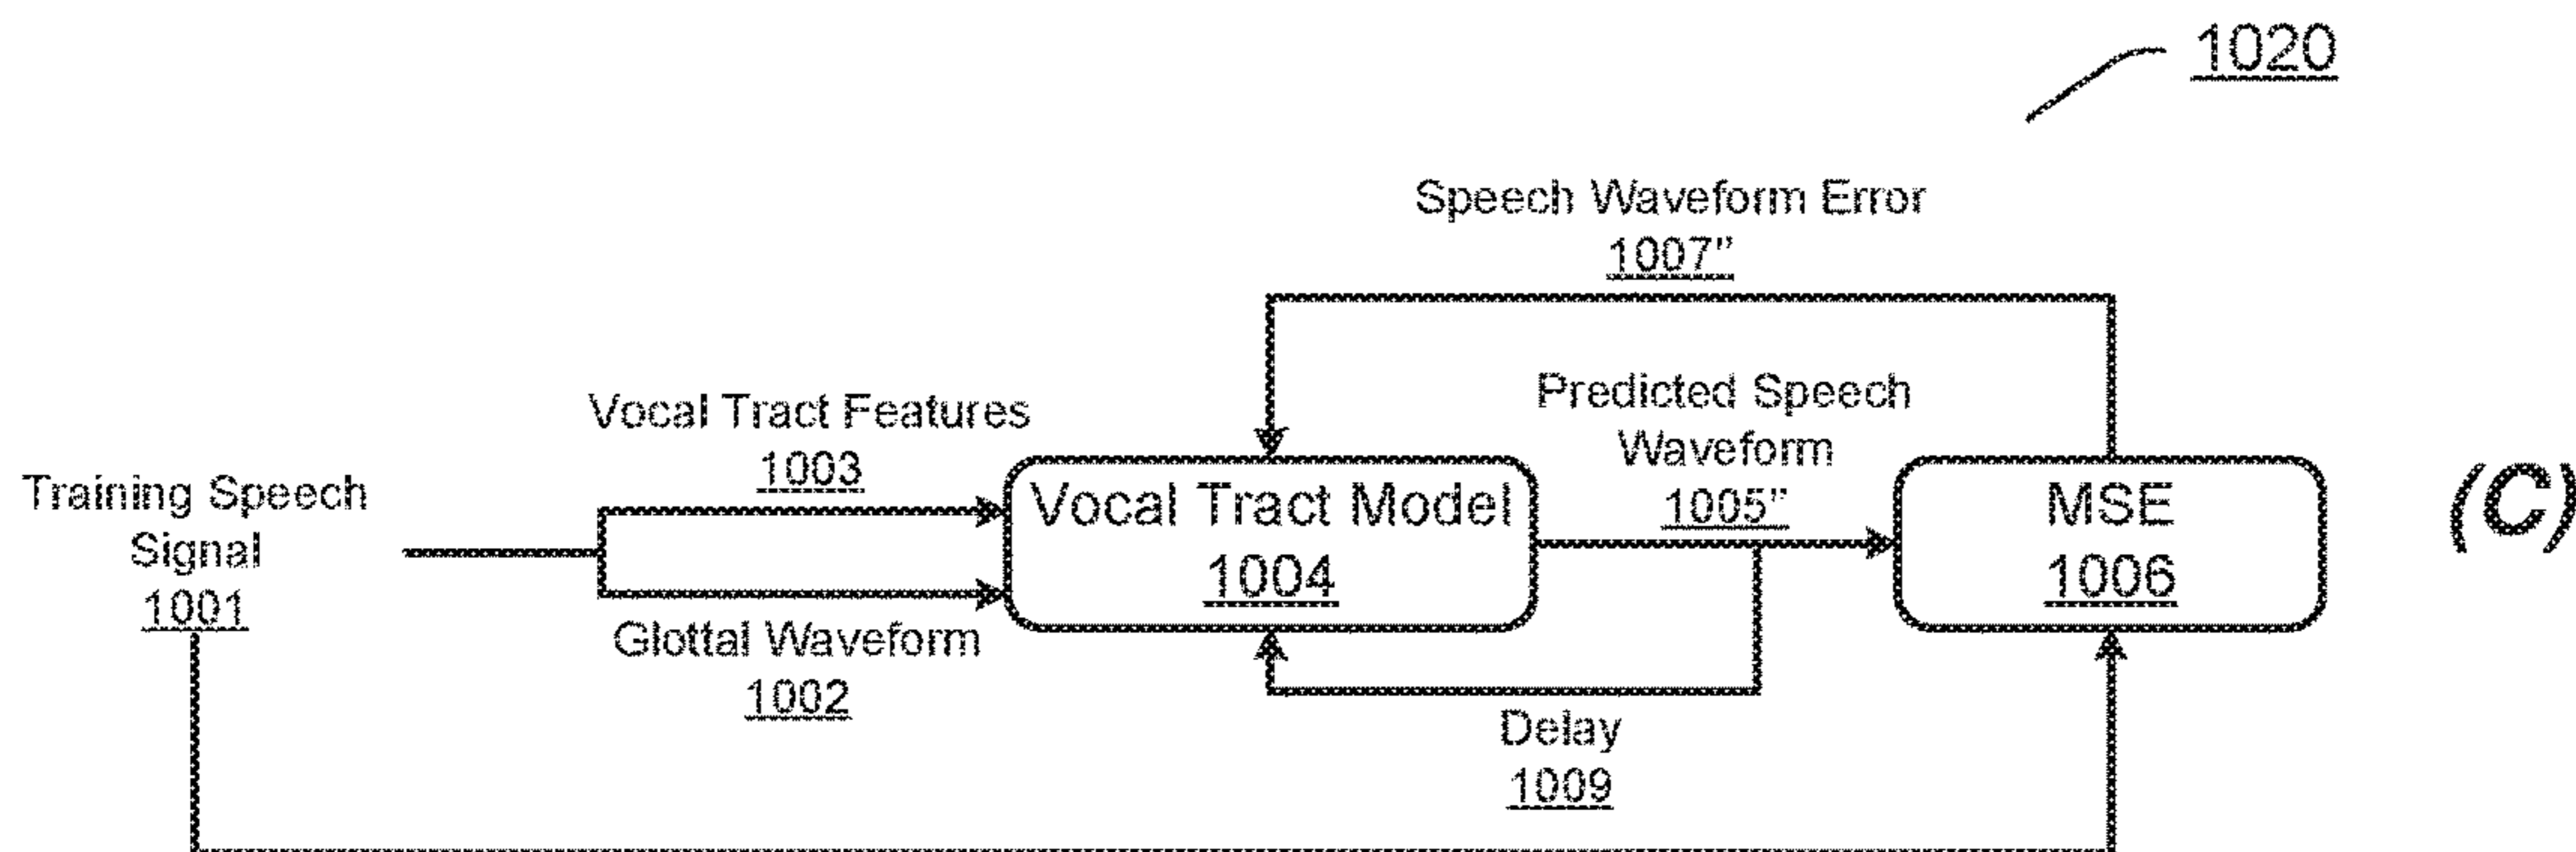 1020
Speech Waveform Error
1007"
Vocal Tract Features
1003
Predicted Speech
Waveform
1005"
Training Speech
Signal
1001
Vocal Tract Model
1004
MSE
1006
(C)
Glottal Waveform
1002
Delay
1009